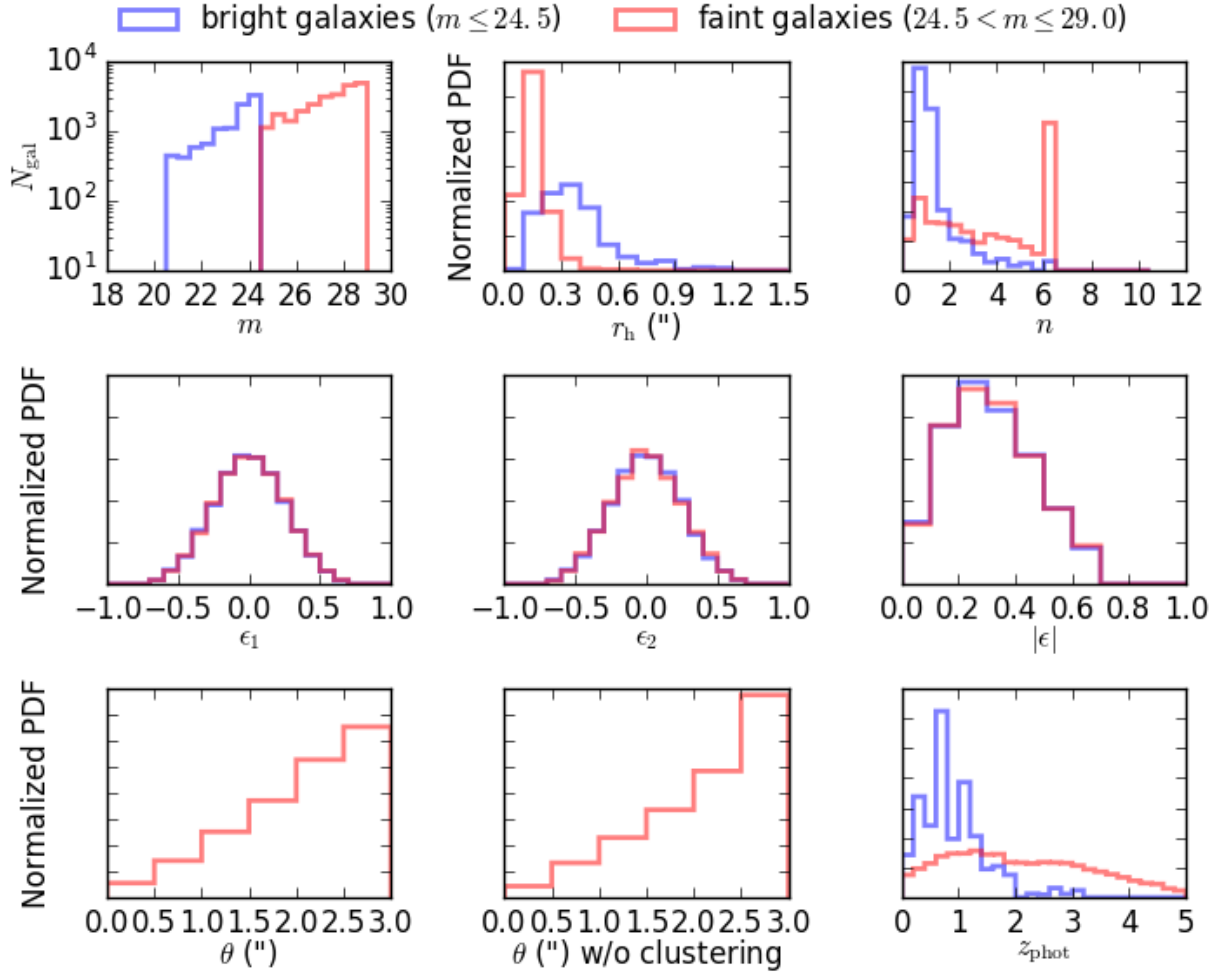 bright galaxies (m ≤ 24.5) faint galaxies (24.5 < m ≤ 29.0)
10^4
10^3
10^2
10^1
N_gal
18 20 22 24 26 28 30
m
Normalized PDF
0.0 0.3 0.6 0.9 1.2 1.5
r_h (")
0 2 4 6 8 10 12
n
Normalized PDF
−1.0 −0.5 0.0 0.5 1.0
ϵ_1
−1.0 −0.5 0.0 0.5 1.0
ϵ_2
0.0 0.2 0.4 0.6 0.8 1.0
|ϵ|
Normalized PDF
0.0 0.5 1.0 1.5 2.0 2.5 3.0
θ (")
0.0 0.5 1.0 1.5 2.0 2.5 3.0
θ (") w/o clustering
0 1 2 3 4 5
z_phot